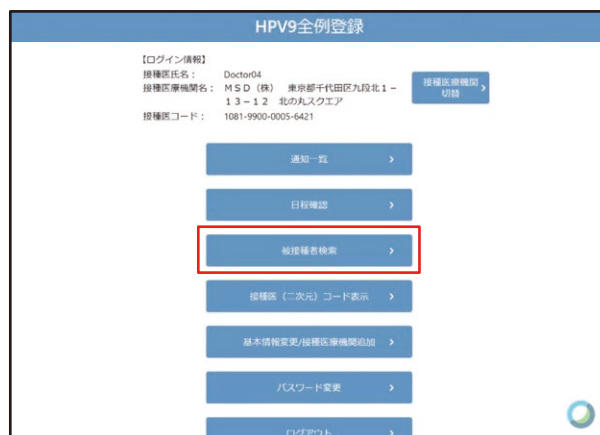 HPV9全例登録
【ログイン情報】
接種医氏名： Doctor04
接種医療機関名： ＭＳＤ（株）　東京都千代田区九段北１－
１３－１２　北の丸スクエア
接種医療機関
切替
接種医コード： 1081-9900-0005-6421
通知一覧
日程確認
被接種者検索
接種医（二次元）コード表示
基本情報変更/接種医療機関追加
パスワード変更
ログアウト